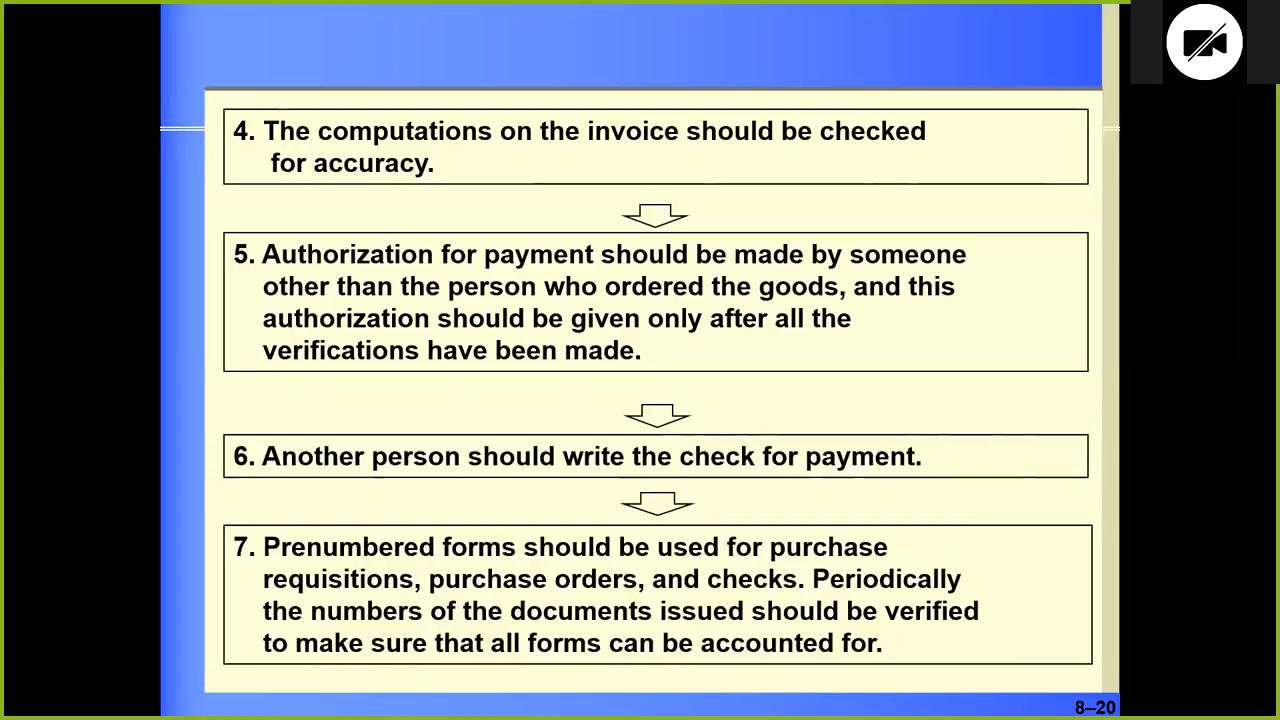 4. The computations on the invoice should be checked
for accuracy.
5. Authorization for payment should be made by someone
other than the person who ordered the goods, and this
authorization should be given only after all the
verifications have been made.
6. Another person should write the check for payment.
7. Prenumbered forms should be used for purchase
requisitions, purchase orders, and checks. Periodically
the numbers of the documents issued should be verified
to make sure that all forms can be accounted for.
8–20